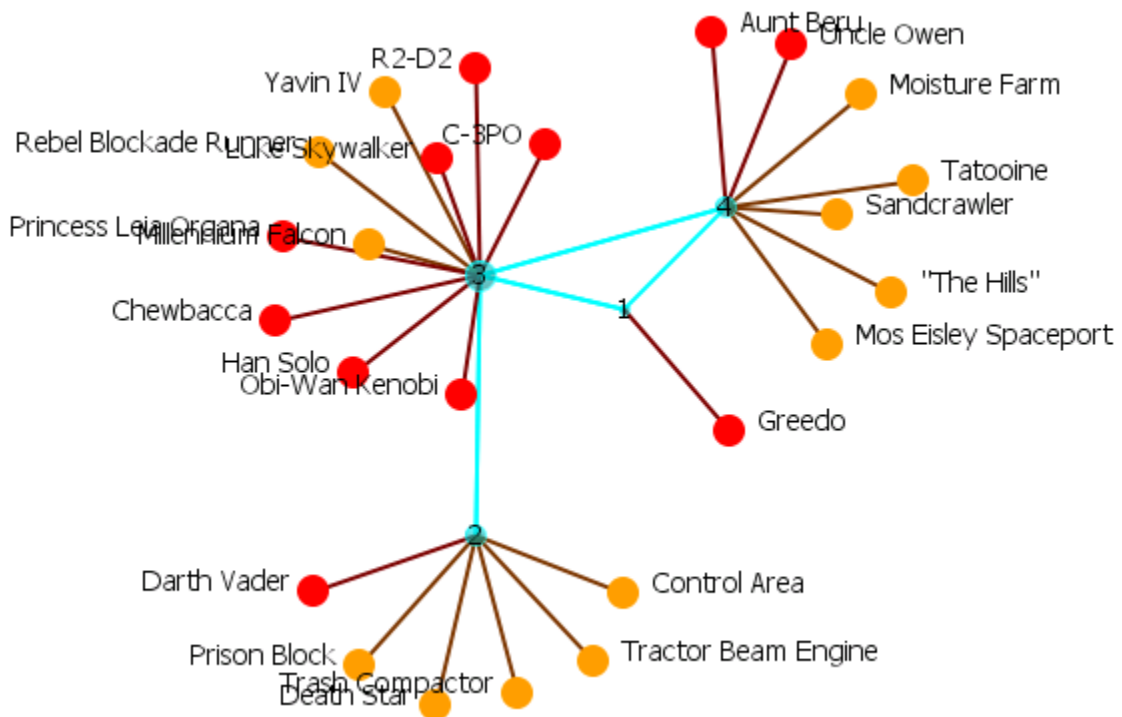 Aunt Beru
Uncle Owen
R2-D2
Yavin IV
Moisture Farm
C-3PO
Rebel Blockade Runner
Luke Skywalker
Tatooine
4
Sandcrawler
Princess Leia Organa
Millennium Falcon
3
"The Hills"
1
Chewbacca
Mos Eisley Spaceport
Han Solo
Obi-Wan Kenobi
Greedo
2
Darth Vader
Control Area
Prison Block
Tractor Beam Engine
Trash Compactor
Death Star